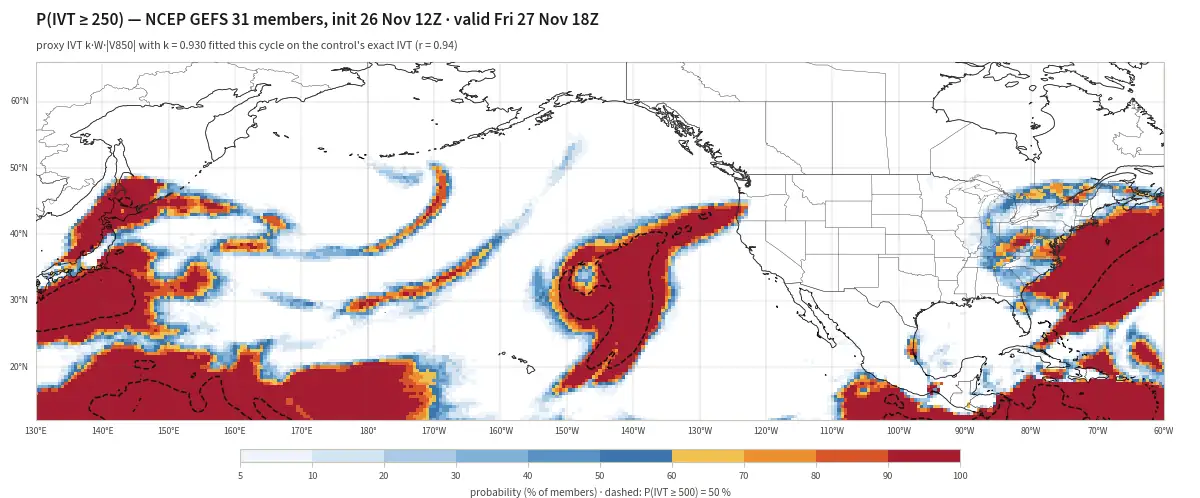 P(IVT ≥ 250) — NCEP GEFS 31 members, init 26 Nov 12Z · valid Fri 27 Nov 18Z
proxy IVT k·W·|V850| with k = 0.930 fitted this cycle on the control's exact IVT (r = 0.94)
60°N
50°N
40°N
30°N
20°N
130°E 140°E 150°E 160°E 170°E 180° 170°W 160°W 150°W 140°W 130°W 120°W 110°W 100°W 90°W 80°W 70°W 60°W
5 10 20 30 40 50 60 70 80 90 100
probability (% of members) · dashed: P(IVT ≥ 500) = 50 %